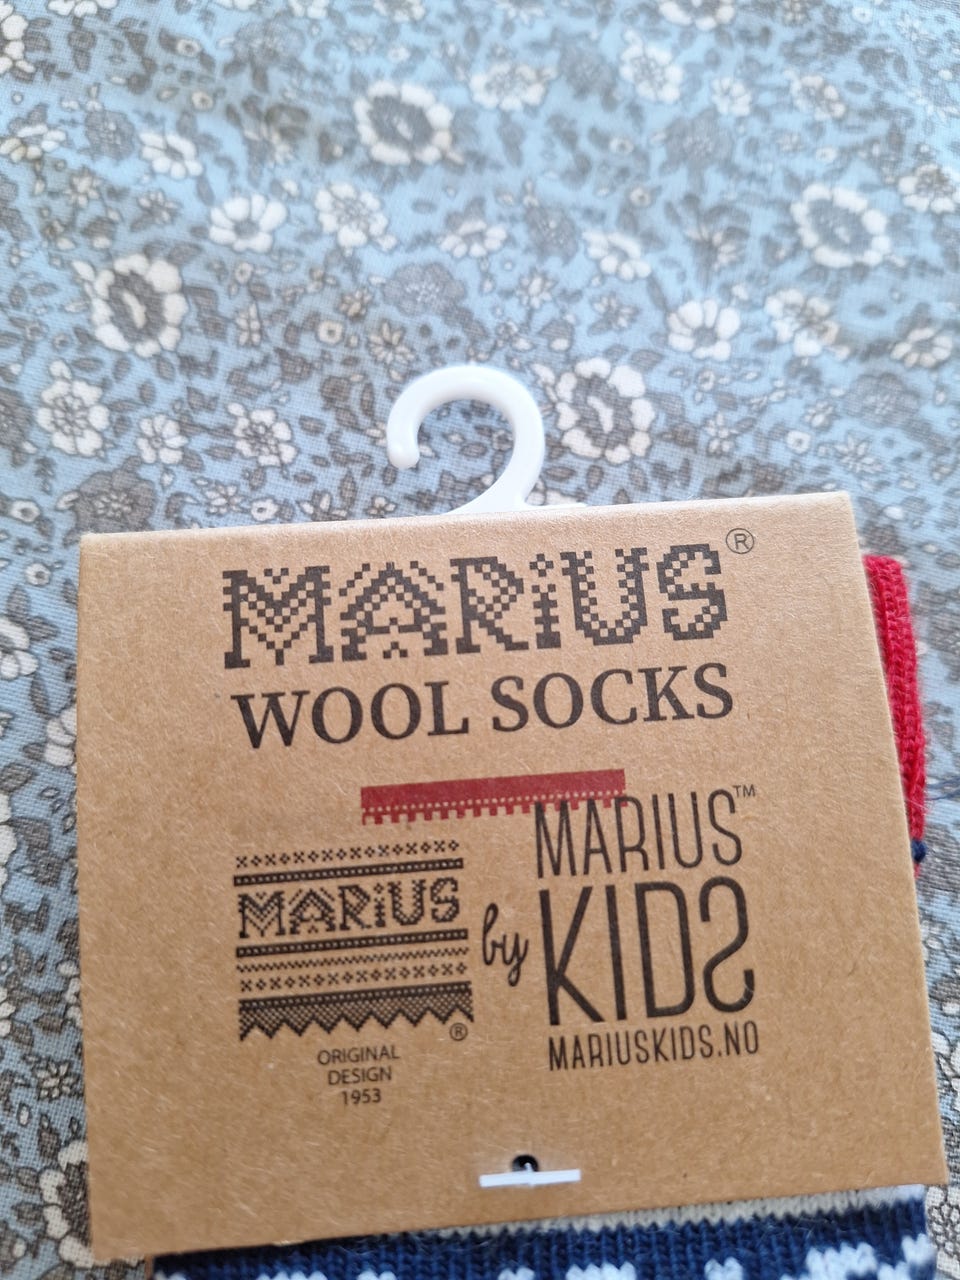 MARiUS®
WOOL SOCKS
MARiUS®
ORIGINAL
DESIGN
1953
by
MARIUS™
KIDS
MARIUSKIDS.NO